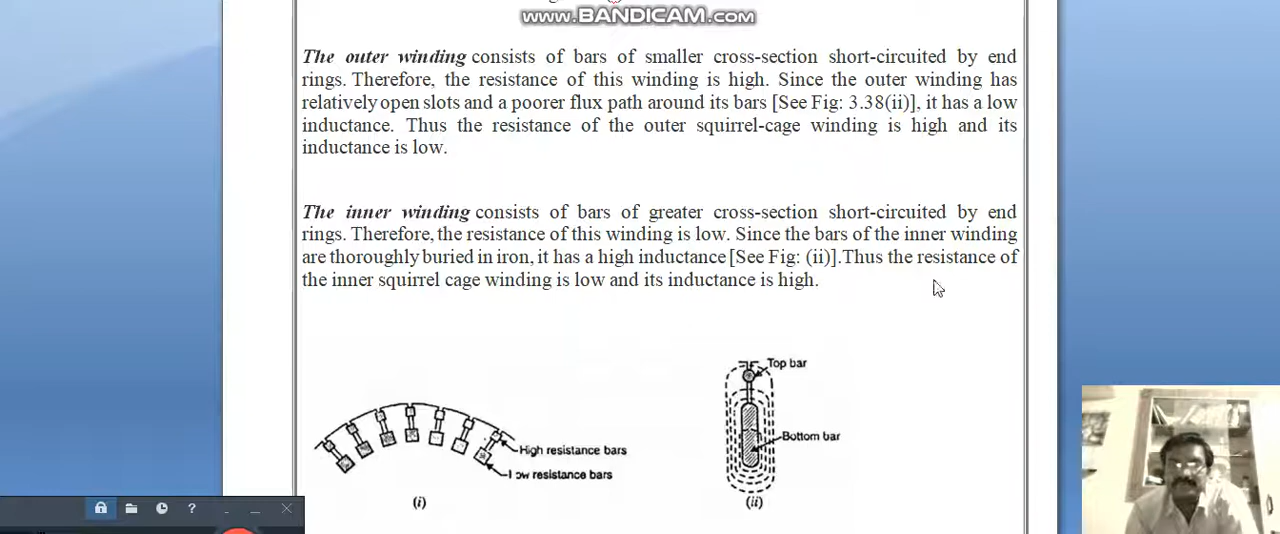 WWW.BANDICAM.COM
The outer winding consists of bars of smaller cross-section short-circuited by end
rings. Therefore, the resistance of this winding is high. Since the outer winding has
relatively open slots and a poorer flux path around its bars [See Fig: 3.38(ii)], it has a low
inductance. Thus the resistance of the outer squirrel-cage winding is high and its
inductance is low.
The inner winding consists of bars of greater cross-section short-circuited by end
rings. Therefore, the resistance of this winding is low. Since the bars of the inner winding
are thoroughly buried in iron, it has a high inductance [See Fig: (ii)].Thus the resistance of
the inner squirrel cage winding is low and its inductance is high.
Top bar
Bottom bar
High resistance bars
Low resistance bars
(i)
(ii)